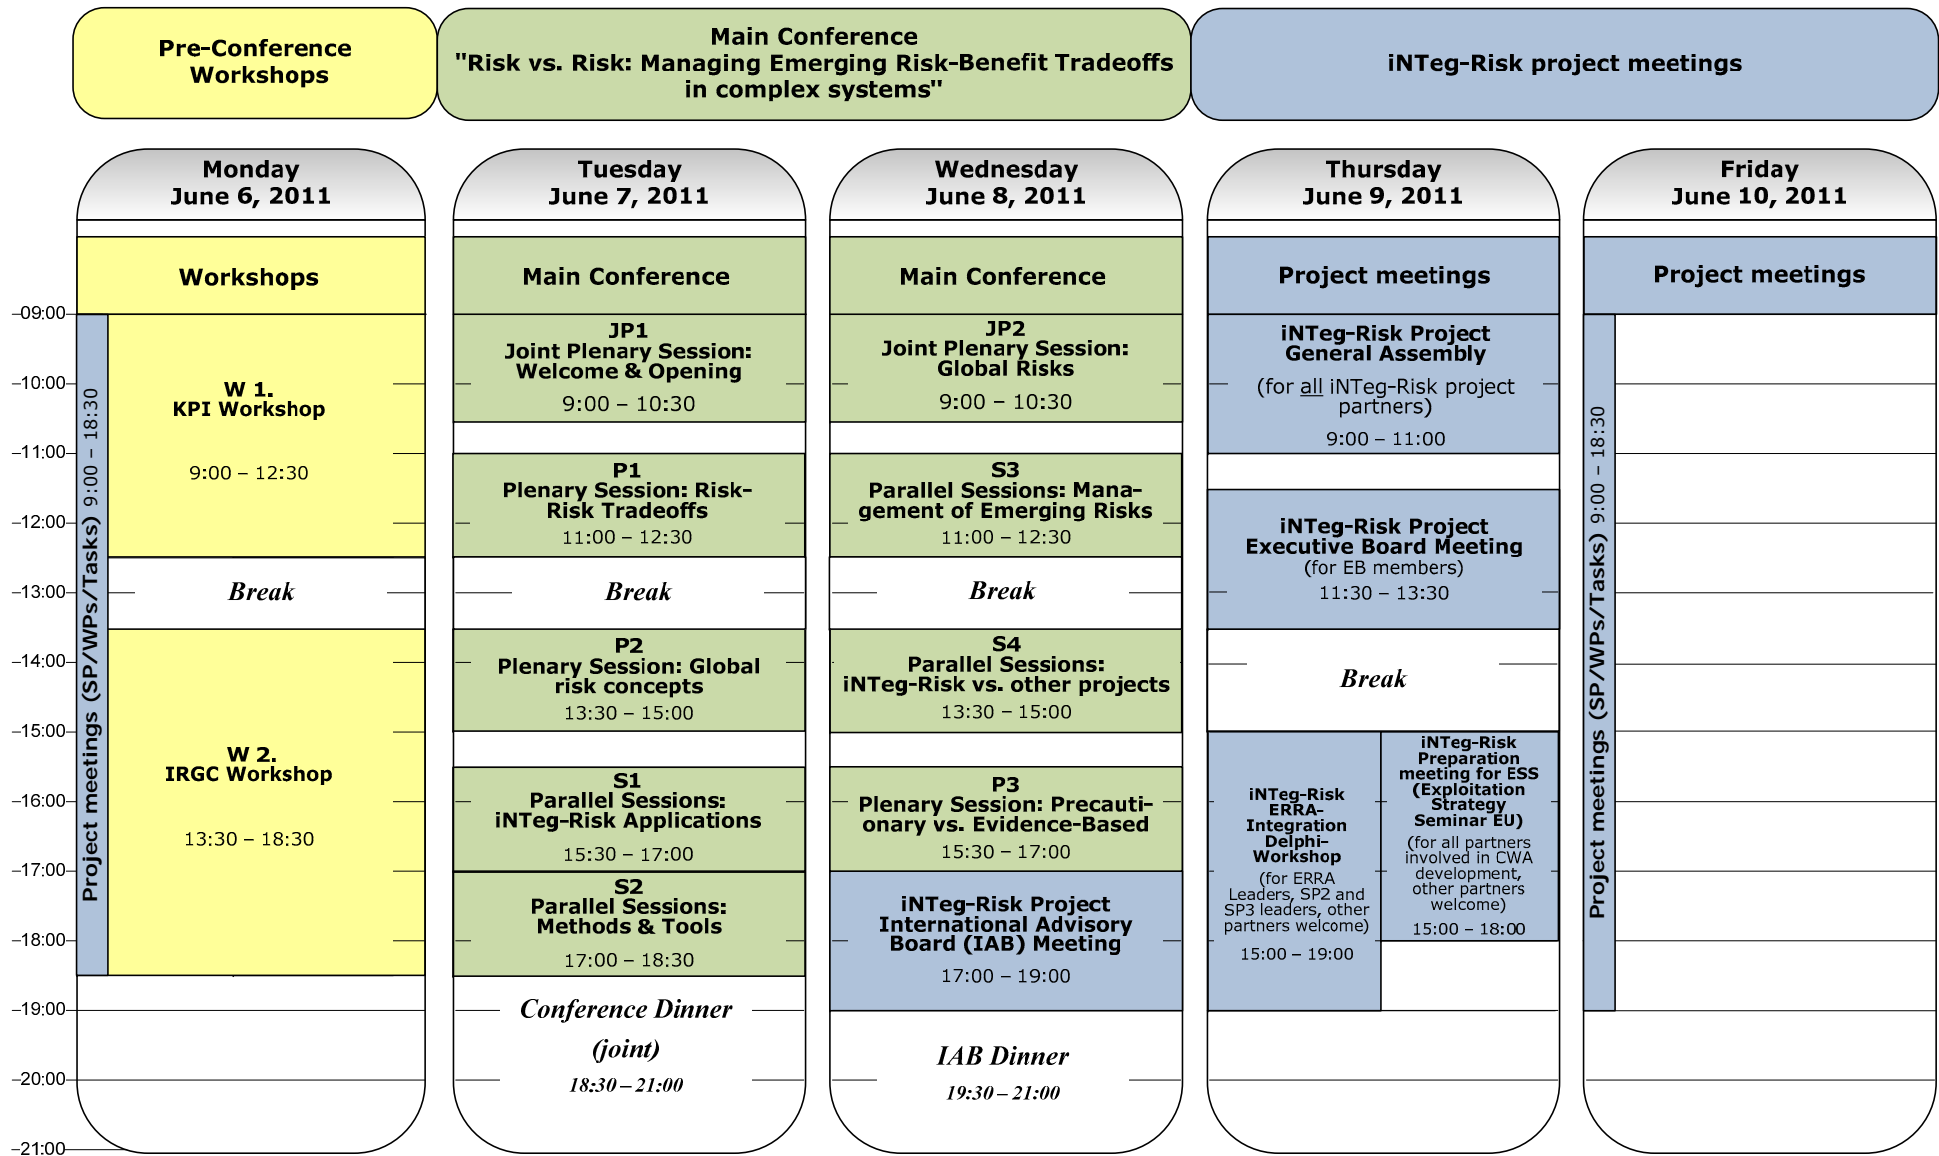 Pre-Conference
Workshops
Main Conference
"Risk vs. Risk: Managing Emerging Risk-Benefit Tradeoffs
in complex systems"
iNTeg-Risk project meetings
Monday
June 6, 2011
Tuesday
June 7, 2011
Wednesday
June 8, 2011
Thursday
June 9, 2011
Friday
June 10, 2011
Workshops
Main Conference
Main Conference
Project meetings
Project meetings
–09:00
–10:00
–11:00
–12:00
–13:00
–14:00
–15:00
–16:00
–17:00
–18:00
–19:00
–20:00
–21:00
Project meetings (SP/WPs/Tasks) 9:00 – 18:30
W 1.
KPI Workshop
9:00 – 12:30
Break
W 2.
IRGC Workshop
13:30 – 18:30
JP1
Joint Plenary Session:
Welcome & Opening
9:00 – 10:30
P1
Plenary Session: Risk-
Risk Tradeoffs
11:00 – 12:30
Break
P2
Plenary Session: Global
risk concepts
13:30 – 15:00
S1
Parallel Sessions:
iNTeg-Risk Applications
15:30 – 17:00
S2
Parallel Sessions:
Methods & Tools
17:00 – 18:30
Conference Dinner
(joint)
18:30 – 21:00
JP2
Joint Plenary Session:
Global Risks
9:00 – 10:30
S3
Parallel Sessions: Mana-
gement of Emerging Risks
11:00 – 12:30
Break
S4
Parallel Sessions:
iNTeg-Risk vs. other projects
13:30 – 15:00
P3
Plenary Session: Precauti-
onary vs. Evidence-Based
15:30 – 17:00
iNTeg-Risk Project
International Advisory
Board (IAB) Meeting
17:00 – 19:00
IAB Dinner
19:30 – 21:00
iNTeg-Risk Project
General Assembly
(for all iNTeg-Risk project
partners)
9:00 – 11:00
iNTeg-Risk Project
Executive Board Meeting
(for EB members)
11:30 – 13:30
Break
iNTeg-Risk
ERRA-
Integration
Delphi-
Workshop
(for ERRA
Leaders, SP2 and
SP3 leaders, other
partners welcome)
15:00 – 19:00
iNTeg-Risk
Preparation
meeting for ESS
(Exploitation
Strategy
Seminar EU)
(for all partners
involved in CWA
development,
other partners
welcome)
15:00 – 18:00
Project meetings (SP/WPs/Tasks) 9:00 – 18:30